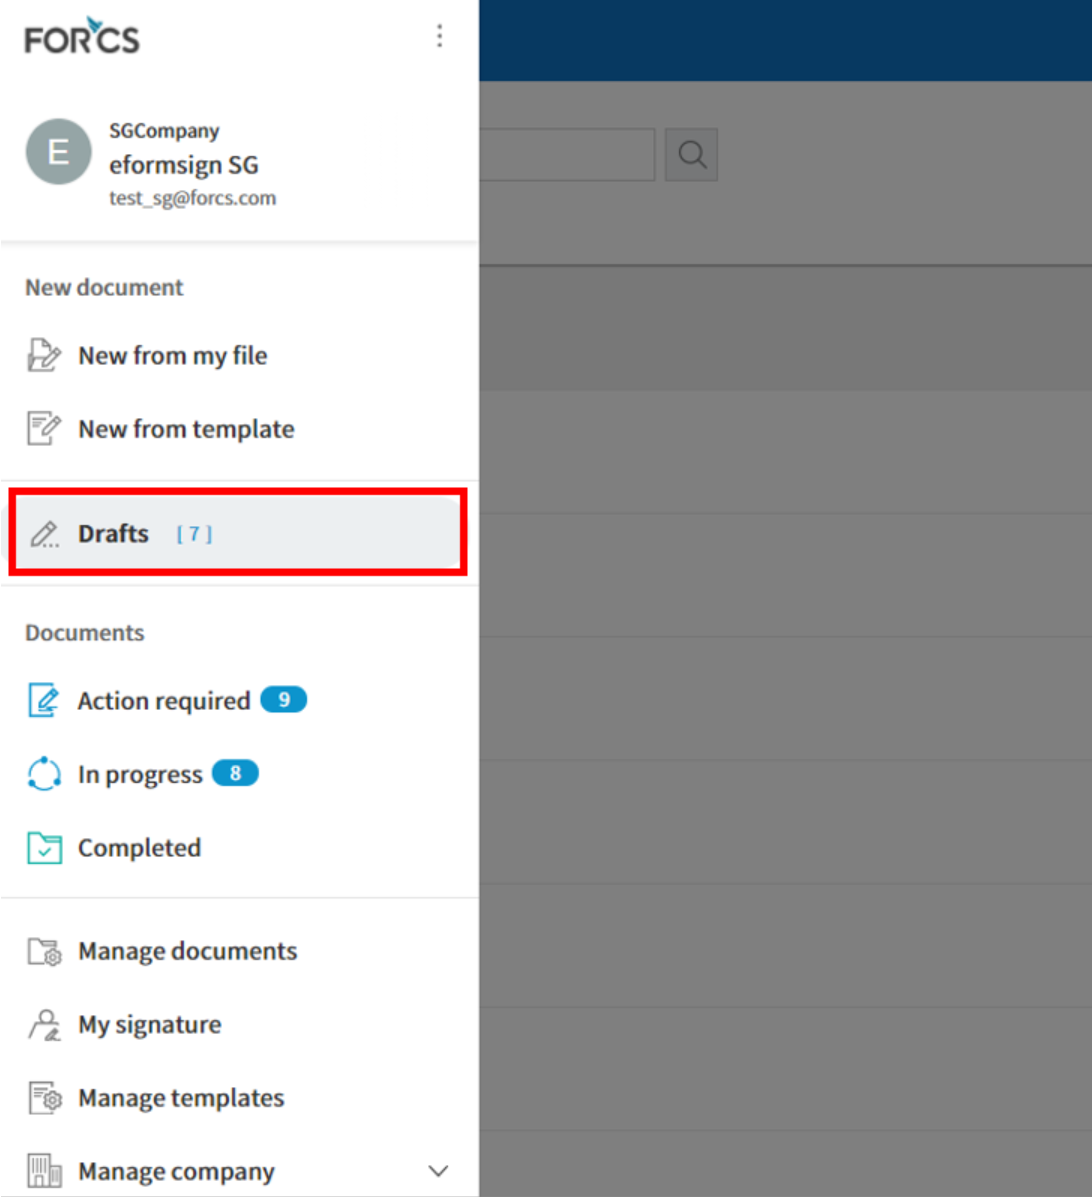 FORCS
E
SGCompany
eformsign SG
test_sg@forcs.com
New document
New from my file
New from template
Drafts [ 7 ]
Documents
Action required 9
In progress 8
Completed
Manage documents
My signature
Manage templates
Manage company